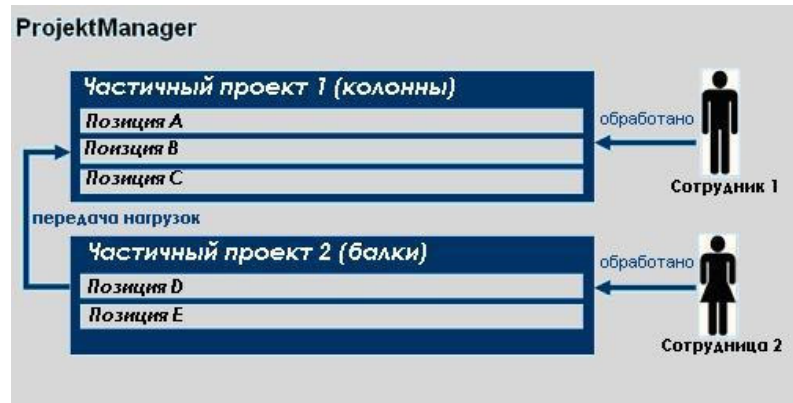 ProjektManager
Частичный проект 1 (колонны)
Позиция A
Поизция B
Позиция C
обработано
Сотрудник 1
передача нагрузок
Частичный проект 2 (балки)
Позиция D
Позиция E
обработано
Сотрудница 2